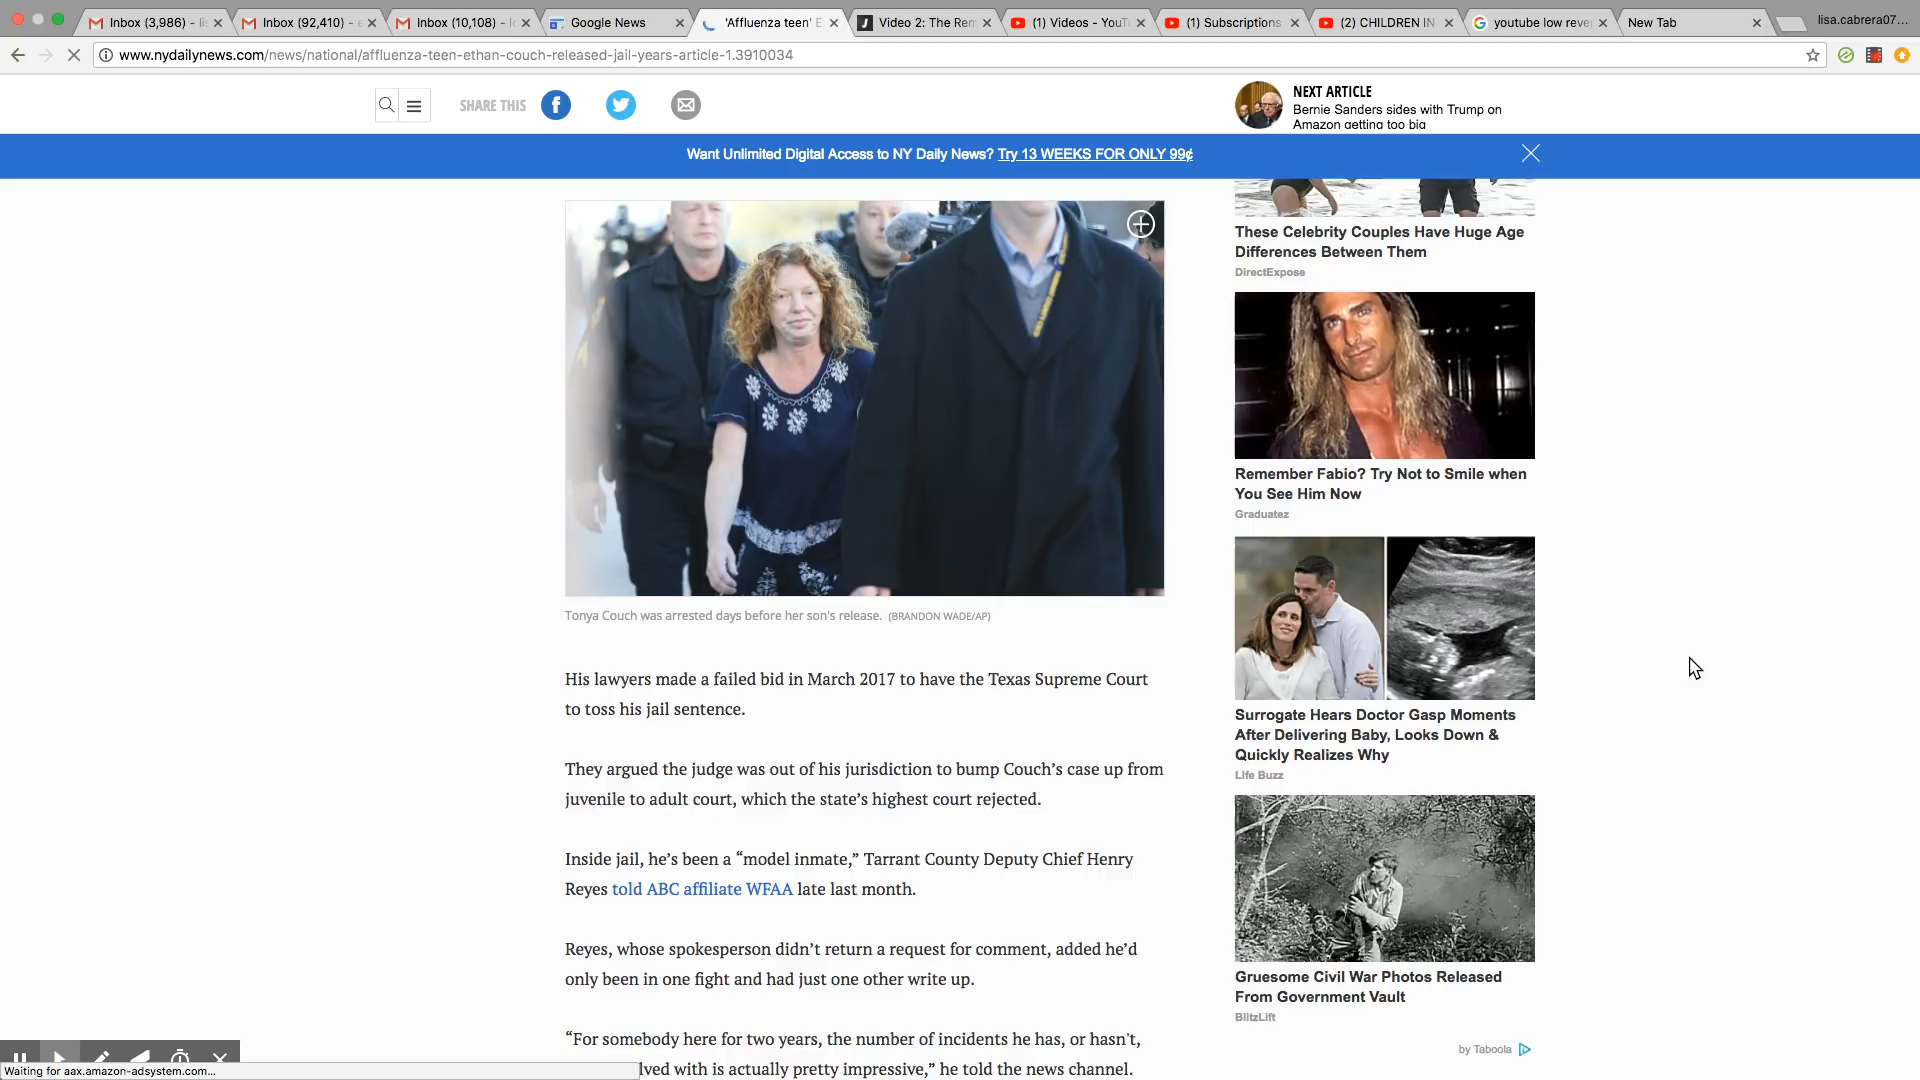 Inbox (3,986) - li
Inbox (92,410) - e
Inbox (10,108) - lc
Google News
'Affluenza teen' E
Video 2: The Rem
(1) Videos - YouTu
(1) Subscriptions
(2) CHILDREN IN
youtube low reve
New Tab
lisa.cabrera07...
www.nydailynews.com/news/national/affluenza-teen-ethan-couch-released-jail-years-article-1.3910034
SHARE THIS
NEXT ARTICLE
Bernie Sanders sides with Trump on
Amazon getting too big
Want Unlimited Digital Access to NY Daily News? Try 13 WEEKS FOR ONLY 99¢
Tonya Couch was arrested days before her son's release. (BRANDON WADE/AP)
His lawyers made a failed bid in March 2017 to have the Texas Supreme Court
to toss his jail sentence.
They argued the judge was out of his jurisdiction to bump Couch’s case up from
juvenile to adult court, which the state’s highest court rejected.
Inside jail, he’s been a “model inmate,” Tarrant County Deputy Chief Henry
Reyes told ABC affiliate WFAA late last month.
Reyes, whose spokesperson didn’t return a request for comment, added he’d
only been in one fight and had just one other write up.
“For somebody here for two years, the number of incidents he has, or hasn't,
lved with is actually pretty impressive,” he told the news channel.
These Celebrity Couples Have Huge Age
Differences Between Them
DirectExpose
Remember Fabio? Try Not to Smile when
You See Him Now
Graduatez
Surrogate Hears Doctor Gasp Moments
After Delivering Baby, Looks Down &
Quickly Realizes Why
Life Buzz
Gruesome Civil War Photos Released
From Government Vault
BlitzLift
by Taboola
Waiting for aax.amazon-adsystem.com...